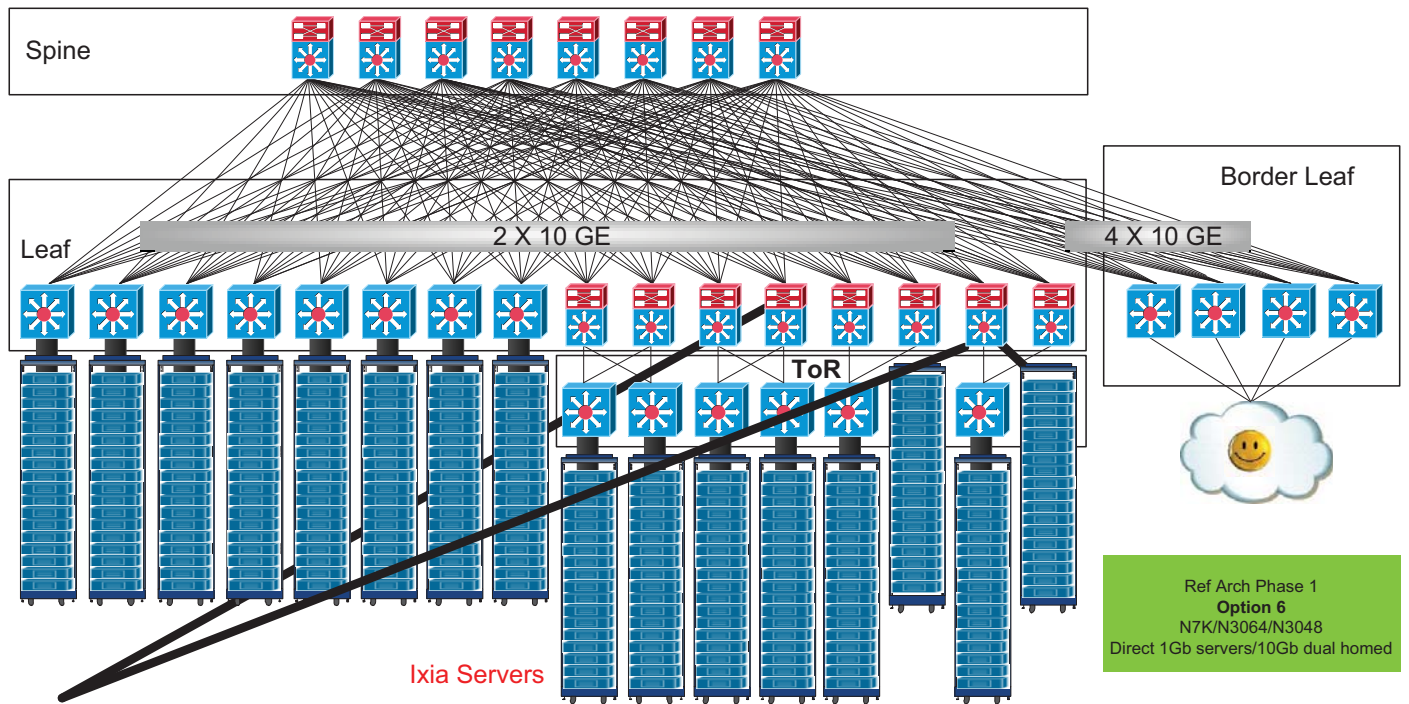 Spine
Border Leaf
Leaf
2 X 10 GE
4 X 10 GE
ToR
Ref Arch Phase 1
Option 6
N7K/N3064/N3048
Direct 1Gb servers/10Gb dual homed
Ixia Servers